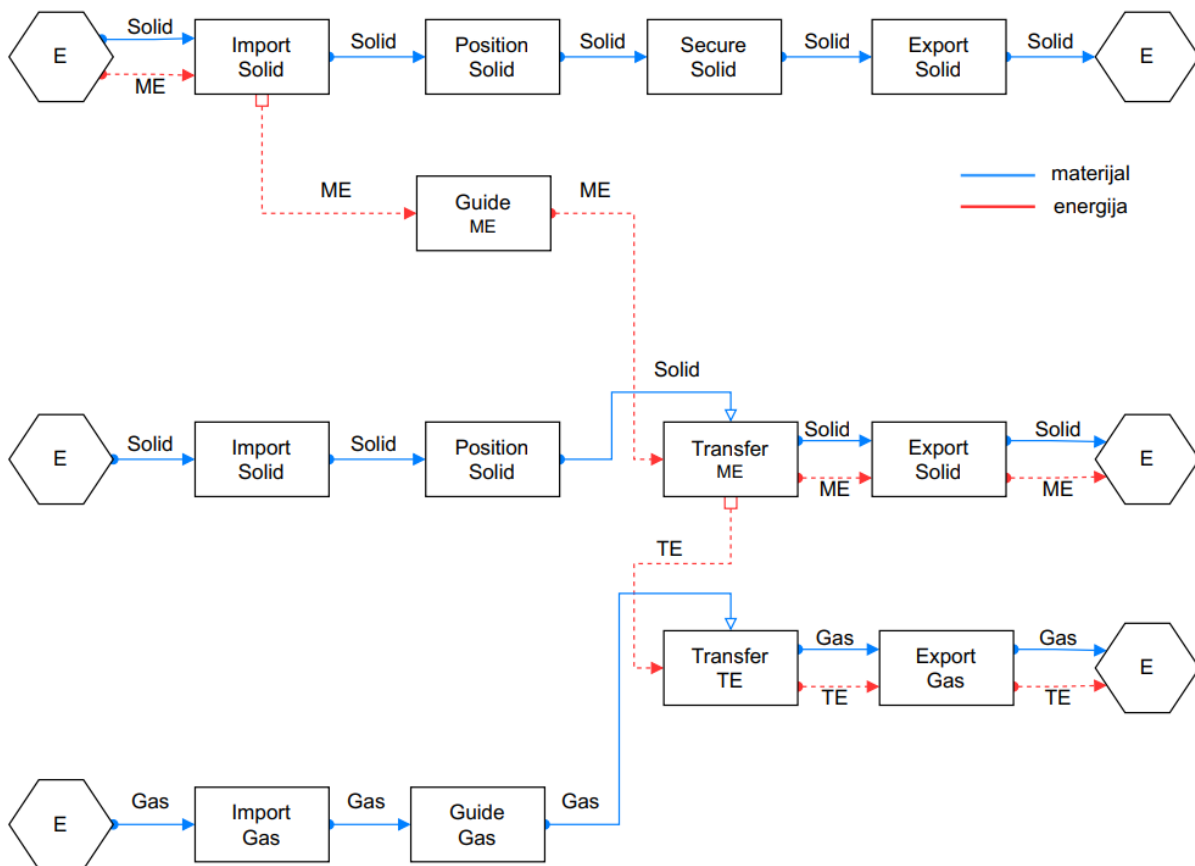 Solid
Solid
Solid
Solid
Solid
E
Import
Solid
Position
Solid
Secure
Solid
Export
Solid
E
ME
materijal
ME
Guide
ME
ME
energija
Solid
Solid
Solid
Solid
Solid
E
Import
Solid
Position
Solid
Transfer
ME
Export
Solid
E
ME
ME
TE
Gas
Gas
Transfer
TE
Export
Gas
E
TE
TE
Gas
Gas
Gas
E
Import
Gas
Guide
Gas